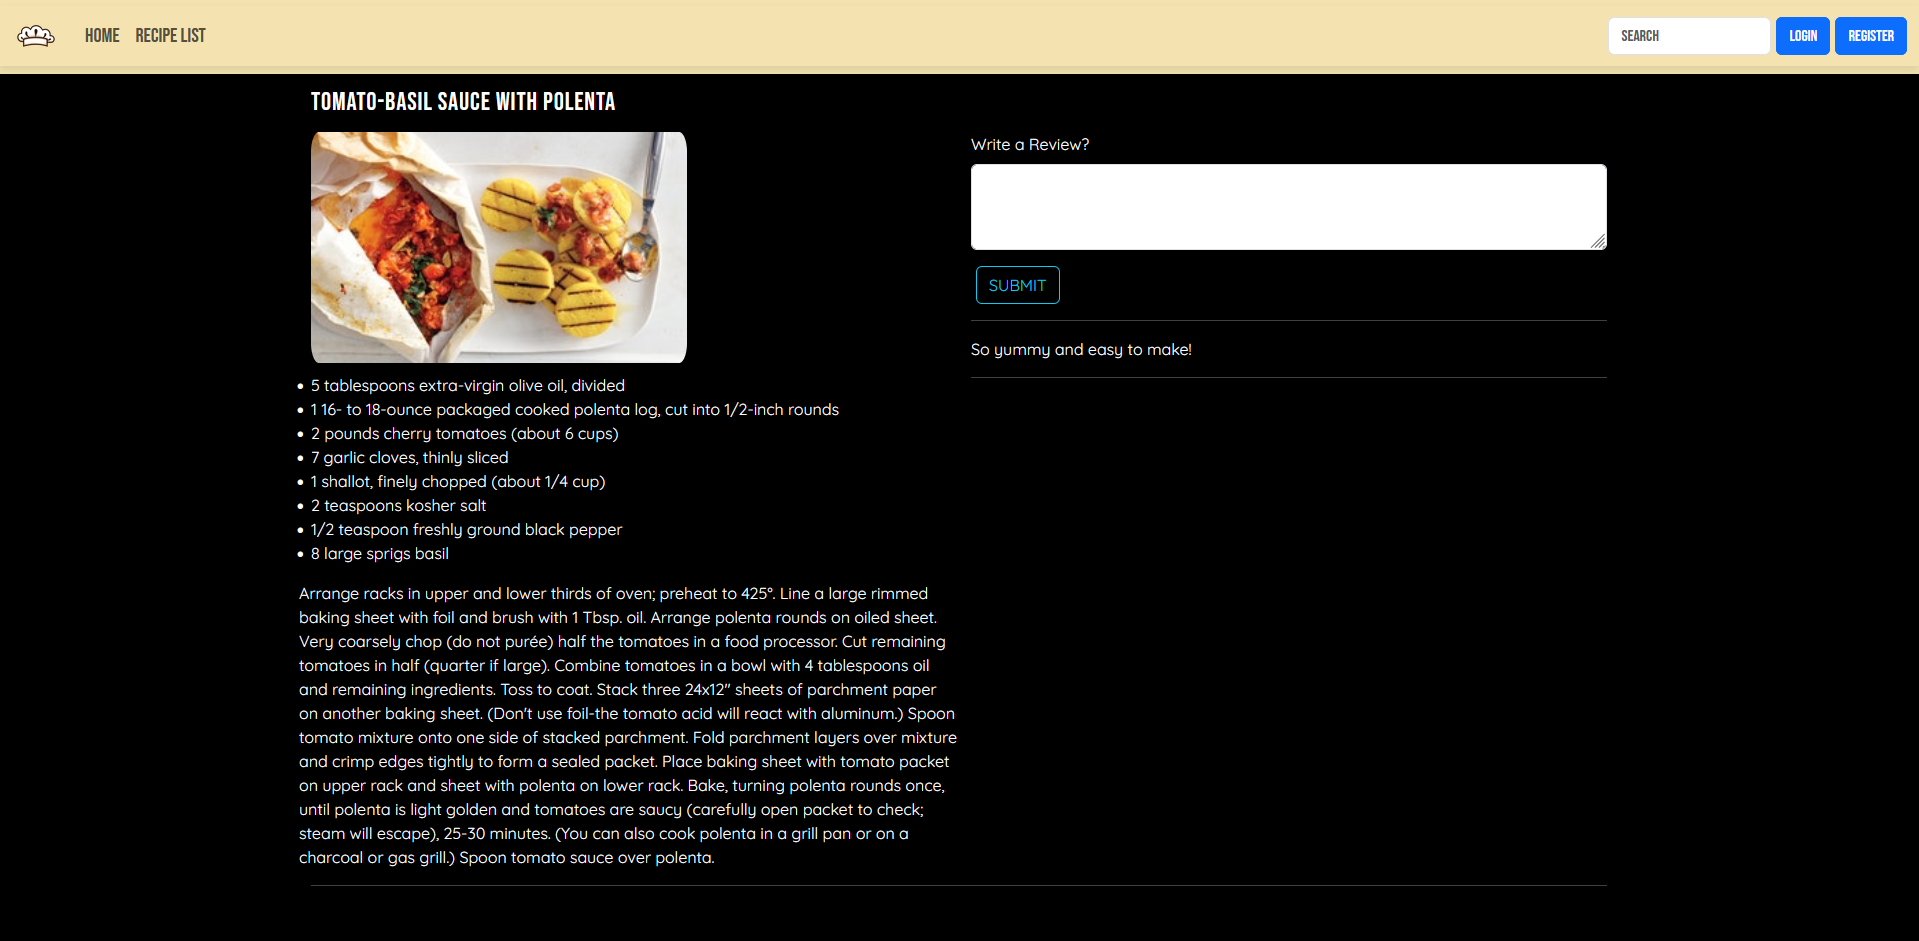 HOME RECIPE LIST SEARCH LOGIN REGISTER
TOMATO-BASIL SAUCE WITH POLENTA
Write a Review?
SUBMIT
So yummy and easy to make!
5 tablespoons extra-virgin olive oil, divided
1 16- to 18-ounce packaged cooked polenta log, cut into 1/2-inch rounds
2 pounds cherry tomatoes (about 6 cups)
7 garlic cloves, thinly sliced
1 shallot, finely chopped (about 1/4 cup)
2 teaspoons kosher salt
1/2 teaspoon freshly ground black pepper
8 large sprigs basil
Arrange racks in upper and lower thirds of oven; preheat to 425°. Line a large rimmed
baking sheet with foil and brush with 1 Tbsp. oil. Arrange polenta rounds on oiled sheet.
Very coarsely chop (do not purée) half the tomatoes in a food processor. Cut remaining
tomatoes in half (quarter if large). Combine tomatoes in a bowl with 4 tablespoons oil
and remaining ingredients. Toss to coat. Stack three 24x12" sheets of parchment paper
on another baking sheet. (Don't use foil-the tomato acid will react with aluminum.) Spoon
tomato mixture onto one side of stacked parchment. Fold parchment layers over mixture
and crimp edges tightly to form a sealed packet. Place baking sheet with tomato packet
on upper rack and sheet with polenta on lower rack. Bake, turning polenta rounds once,
until polenta is light golden and tomatoes are saucy (carefully open packet to check;
steam will escape), 25-30 minutes. (You can also cook polenta in a grill pan or on a
charcoal or gas grill.) Spoon tomato sauce over polenta.